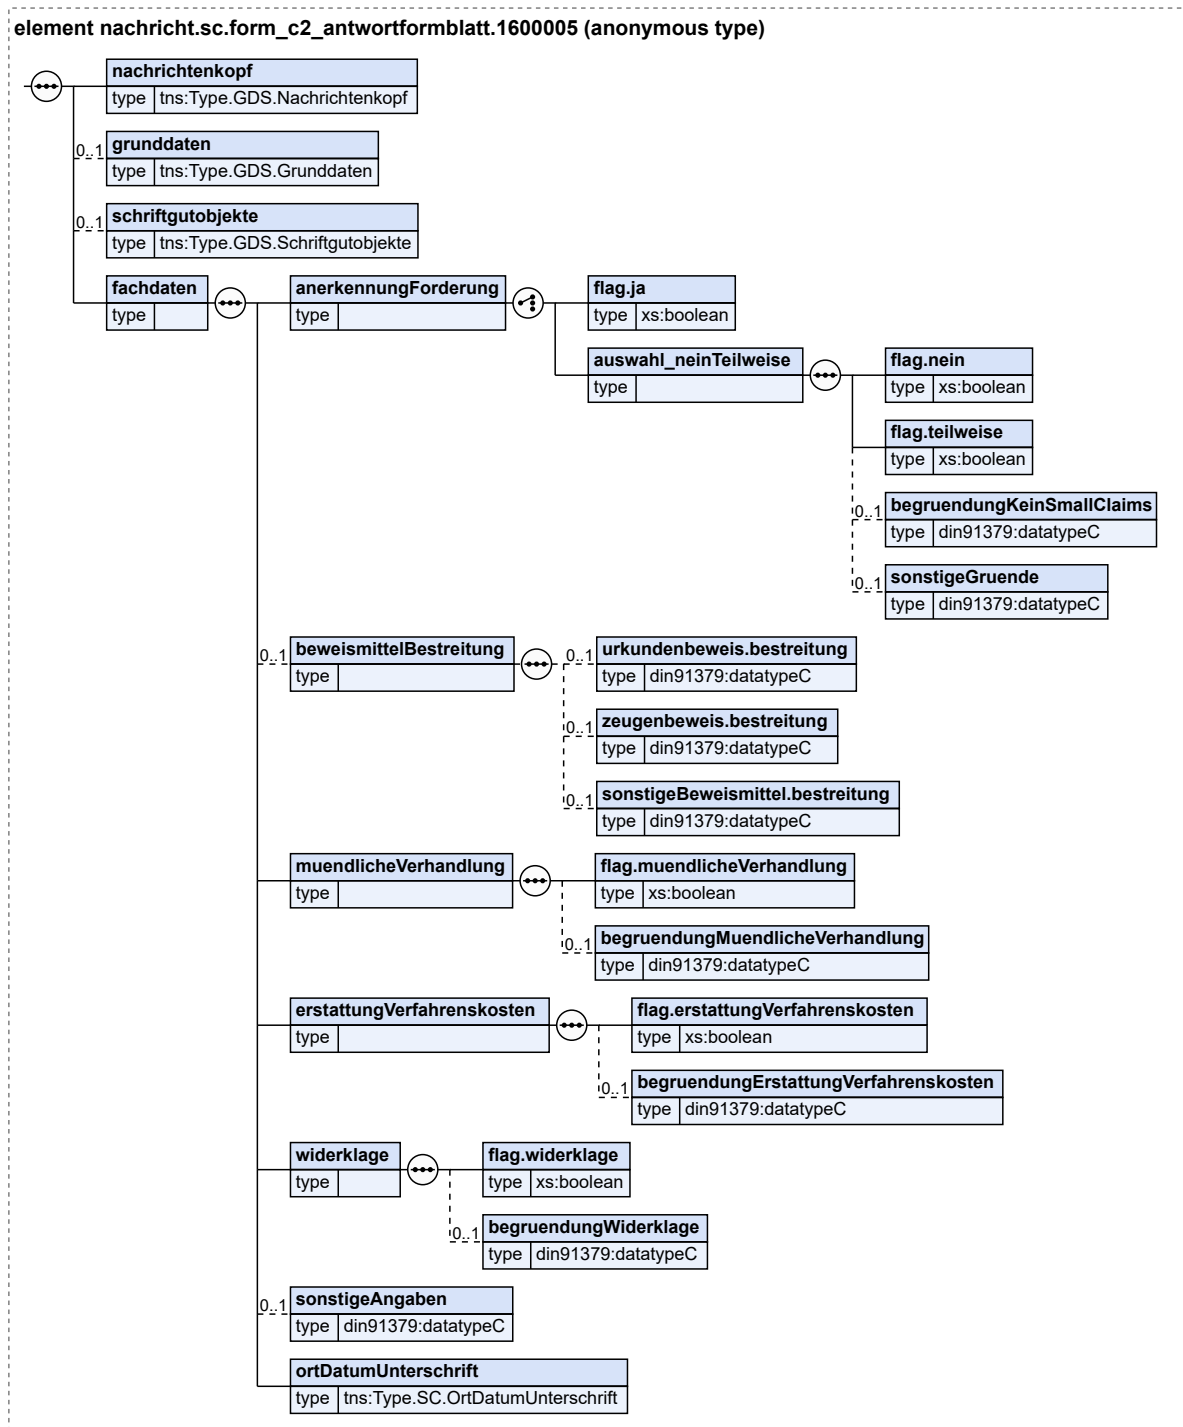 element nachricht.sc.form_c2_antwortformblatt.1600005 (anonymous type)
nachrichtenkopf
type tns:Type.GDS.Nachrichtenkopf
0..1 grunddaten
type tns:Type.GDS.Grunddaten
0..1 schriftgutobjekte
type tns:Type.GDS.Schriftgutobjekte
fachdaten
type
anerkennungForderung
type
flag.ja
type xs:boolean
auswahl_neinTeilweise
type
flag.nein
type xs:boolean
flag.teilweise
type xs:boolean
0..1 begruendungKeinSmallClaims
type din91379:datatypeC
0..1 sonstigeGruende
type din91379:datatypeC
0..1 beweismittelBestreitung
type
0..1 urkundenbeweis.bestreitung
type din91379:datatypeC
0..1 zeugenbeweis.bestreitung
type din91379:datatypeC
0..1 sonstigeBeweismittel.bestreitung
type din91379:datatypeC
muendlicheVerhandlung
type
flag.muendlicheVerhandlung
type xs:boolean
0..1 begruendungMuendlicheVerhandlung
type din91379:datatypeC
erstattungVerfahrenskosten
type
flag.erstattungVerfahrenskosten
type xs:boolean
0..1 begruendungErstattungVerfahrenskosten
type din91379:datatypeC
widerklage
type
flag.widerklage
type xs:boolean
0..1 begruendungWiderklage
type din91379:datatypeC
0..1 sonstigeAngaben
type din91379:datatypeC
ortDatumUnterschrift
type tns:Type.SC.OrtDatumUnterschrift